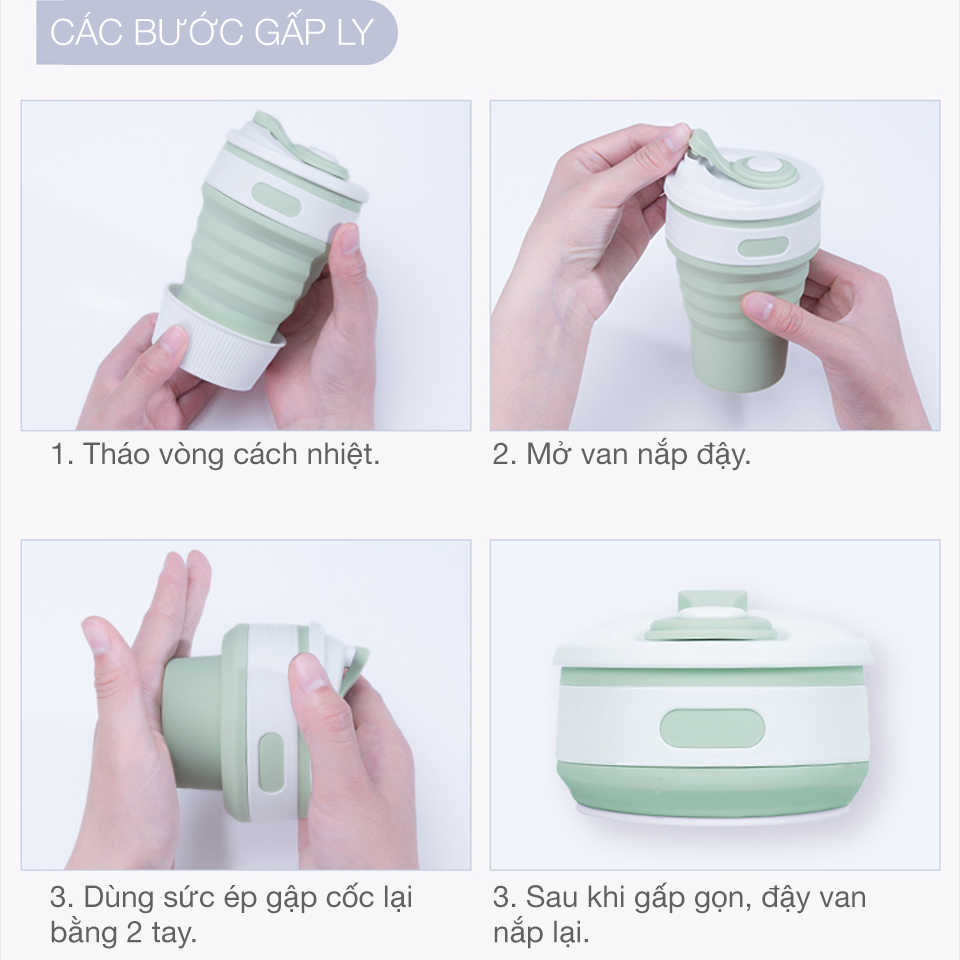 CÁC BƯỚC GẤP LY
1. Tháo vòng cách nhiệt.
2. Mở van nắp đậy.
3. Dùng sức ép gập cốc lại
bằng 2 tay.
3. Sau khi gấp gọn, đậy van
nắp lại.